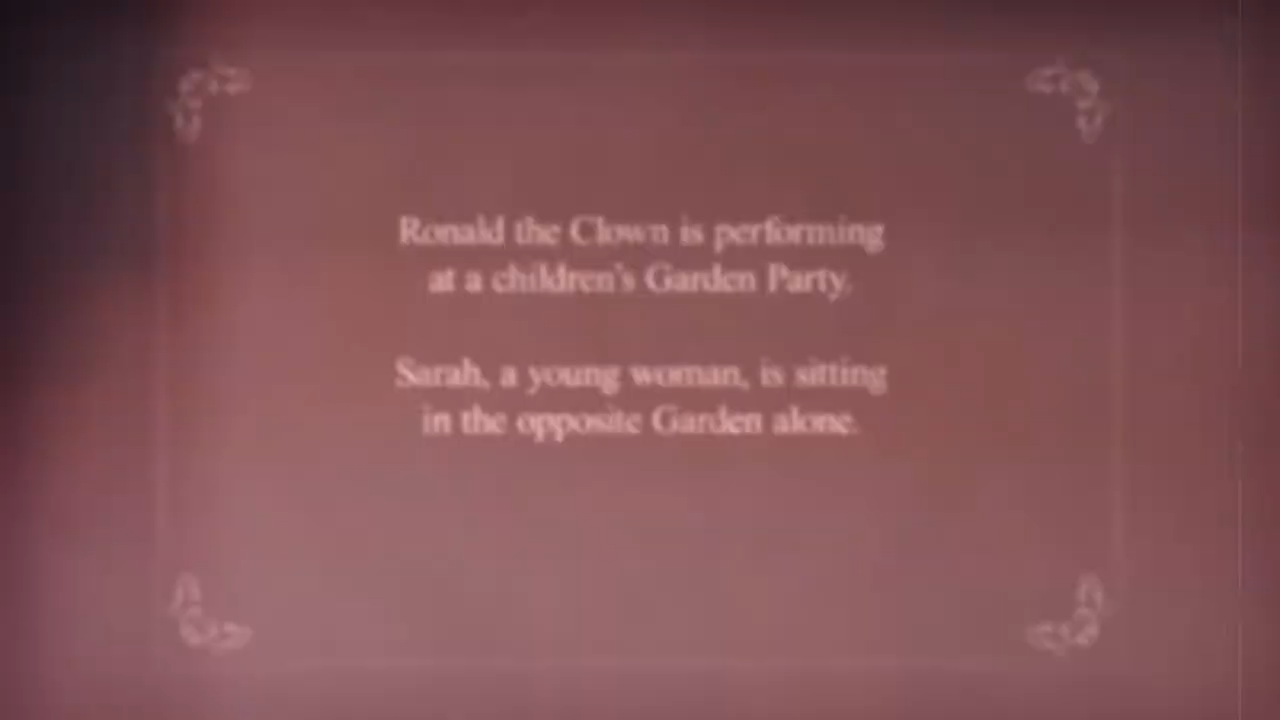 Ronald the Clown is performing
at a children's Garden Party.
Sarah, a young woman, is sitting
in the opposite Garden alone.